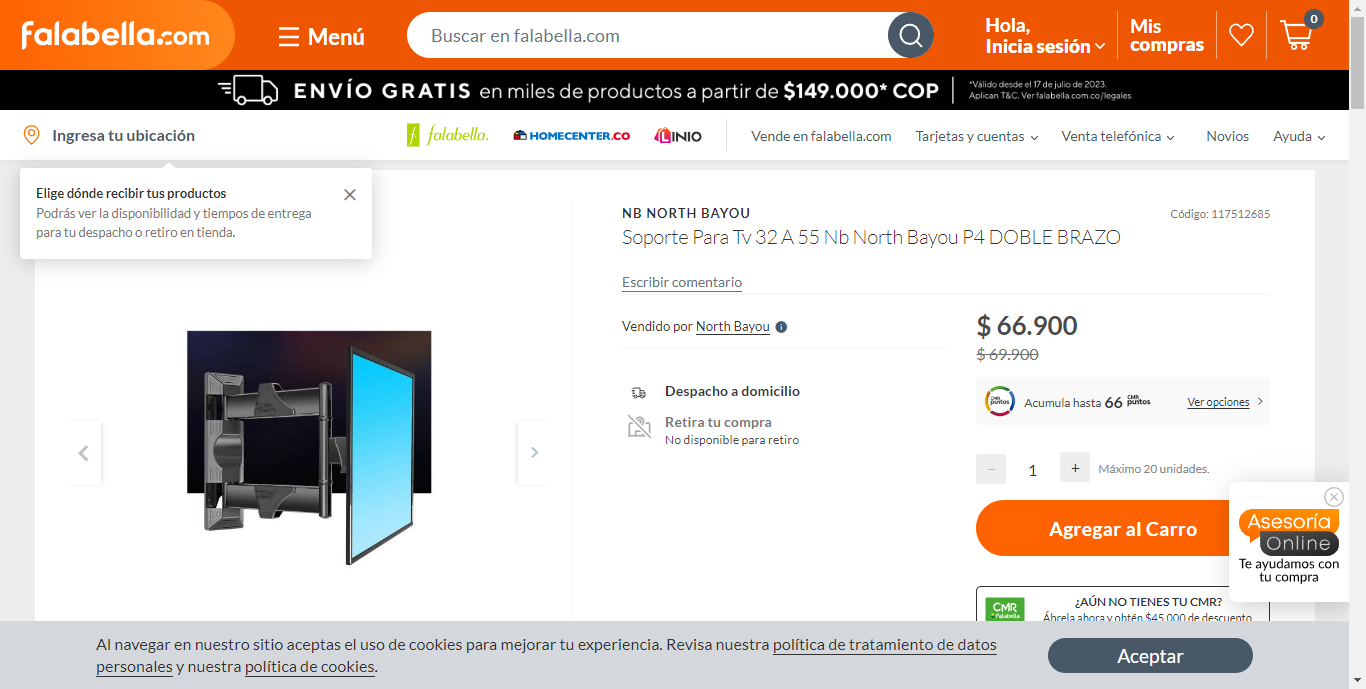 falabella.com
Menú
Buscar en falabella.com
Hola,
Inicia sesión
Mis
compras
0
ENVÍO GRATIS en miles de productos a partir de $149.000* COP
*Válido desde el 17 de julio de 2023.
Aplican T&C. Ver falabella.com.co/legales
Ingresa tu ubicación
falabella.
HOMECENTER.CO
LINIO
Vende en falabella.com
Tarjetas y cuentas
Venta telefónica
Novios
Ayuda
Elige dónde recibir tus productos
Podrás ver la disponibilidad y tiempos de entrega
para tu despacho o retiro en tienda.
NB NORTH BAYOU
Código: 117512685
Soporte Para Tv 32 A 55 Nb North Bayou P4 DOBLE BRAZO
Escribir comentario
Vendido por North Bayou
$ 66.900
$ 69.900
Despacho a domicilio
Retira tu compra
No disponible para retiro
CMR puntos
Acumula hasta 66 CMR puntos
Ver opciones
− 1 + Máximo 20 unidades.
Agregar al Carro
Asesoría
Online
Te ayudamos con
tu compra
CMR
Falabella
¿AÚN NO TIENES TU CMR?
Ábrela ahora y obtén $45.000 de descuento
Al navegar en nuestro sitio aceptas el uso de cookies para mejorar tu experiencia. Revisa nuestra política de tratamiento de datos
personales y nuestra política de cookies.
Aceptar